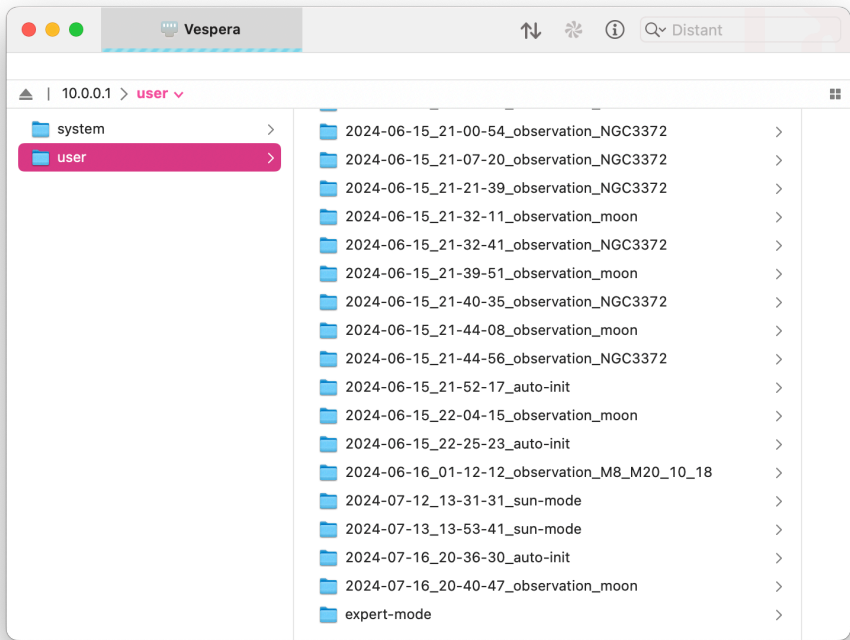 Vespera
Distant
| 10.0.0.1 > user
system
user
2024-06-15_21-00-54_observation_NGC3372
2024-06-15_21-07-20_observation_NGC3372
2024-06-15_21-21-39_observation_NGC3372
2024-06-15_21-32-11_observation_moon
2024-06-15_21-32-41_observation_NGC3372
2024-06-15_21-39-51_observation_moon
2024-06-15_21-40-35_observation_NGC3372
2024-06-15_21-44-08_observation_moon
2024-06-15_21-44-56_observation_NGC3372
2024-06-15_21-52-17_auto-init
2024-06-15_22-04-15_observation_moon
2024-06-15_22-25-23_auto-init
2024-06-16_01-12-12_observation_M8_M20_10_18
2024-07-12_13-31-31_sun-mode
2024-07-13_13-53-41_sun-mode
2024-07-16_20-36-30_auto-init
2024-07-16_20-40-47_observation_moon
expert-mode